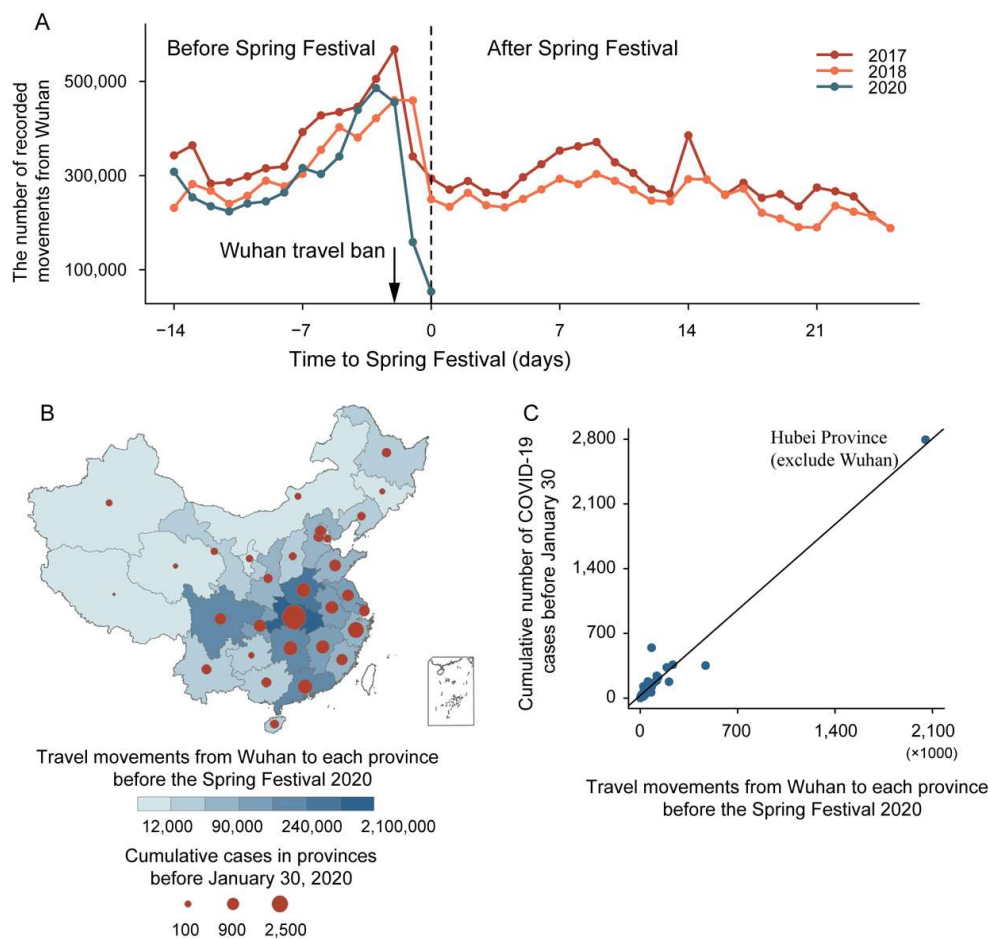 A
Before Spring Festival
After Spring Festival
2017
2018
2020
The number of recorded
movements from Wuhan
500,000
300,000
100,000
Wuhan travel ban
−14
−7
0
7
14
21
Time to Spring Festival (days)
B
Travel movements from Wuhan to each province
before the Spring Festival 2020
12,000
90,000
240,000
2,100,000
Cumulative cases in provinces
before January 30, 2020
100
900
2,500
C
Hubei Province
(exclude Wuhan)
Cumulative number of COVID-19
cases before January 30
2,800
2,100
1,400
700
0
0
700
1,400
2,100
(×1000)
Travel movements from Wuhan to each province
before the Spring Festival 2020